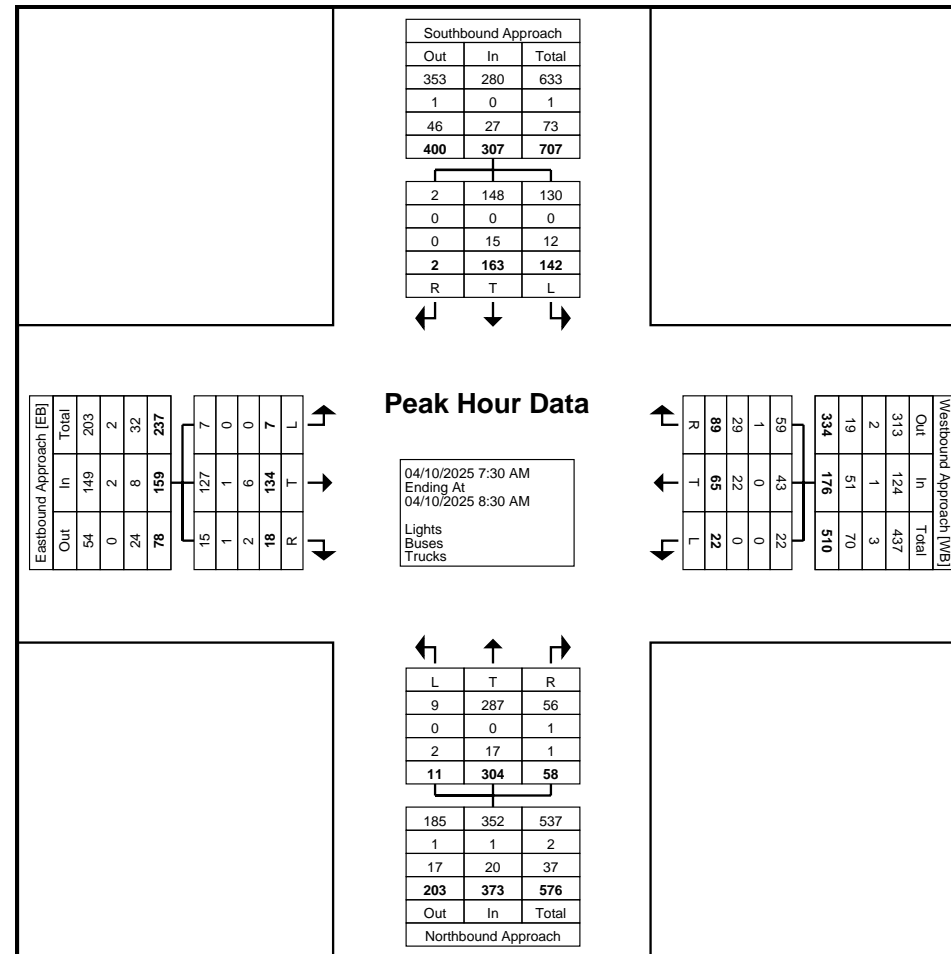 Southbound Approach
Out In Total
353 280 633
1 0 1
46 27 73
400 307 707
2 148 130
0 0 0
0 15 12
2 163 142
R T L
Eastbound Approach [EB]
Total 203 2 32 237
In 149 2 8 159
Out 54 0 24 78
7 0 0 7 L
127 1 6 134 T
15 1 2 18 R
Peak Hour Data
04/10/2025 7:30 AM
Ending At
04/10/2025 8:30 AM
Lights
Buses
Trucks
R 89 29 1 59
T 65 22 0 43
L 22 0 0 22
Westbound Approach [WB]
Out 313 2 19 334
In 124 1 51 176
Total 437 3 70 510
L T R
9 287 56
0 0 1
2 17 1
11 304 58
185 352 537
1 1 2
17 20 37
203 373 576
Out In Total
Northbound Approach